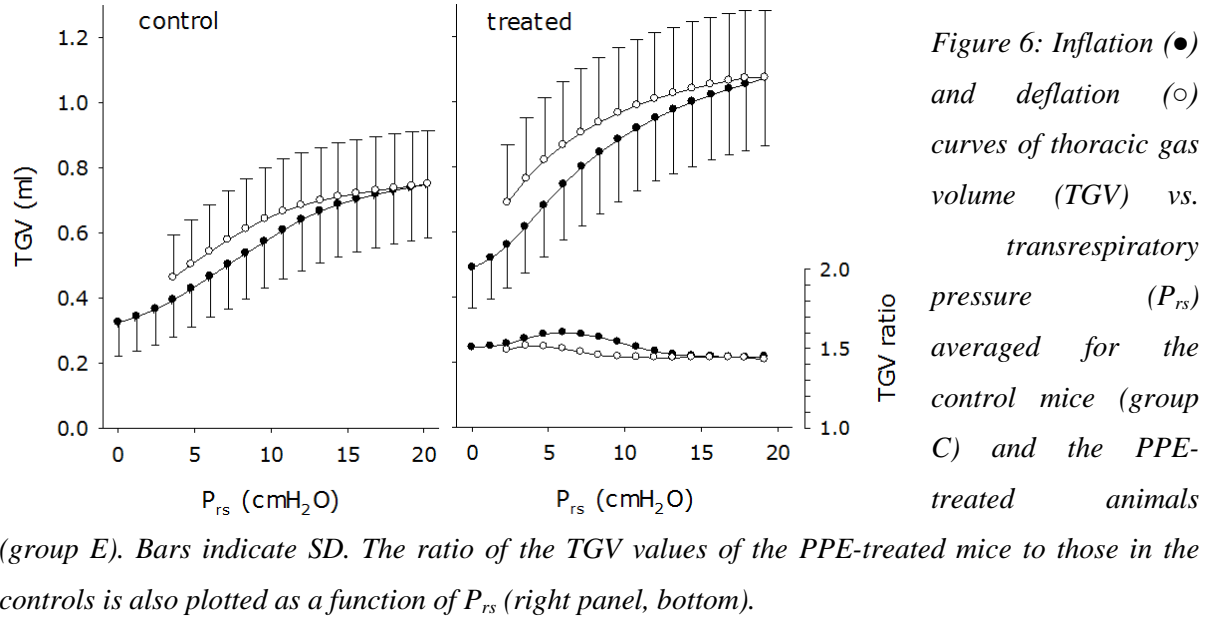 control
treated
1.2
1.0
0.8
0.6
0.4
0.2
0.0
TGV (ml)
0 5 10 15 20
P_rs (cmH₂O)
0 5 10 15 20
P_rs (cmH₂O)
2.0
1.5
1.0
TGV ratio
Figure 6: Inflation (●)
and deflation (○)
curves of thoracic gas
volume (TGV) vs.
transrespiratory
pressure (P_rs)
averaged for the
control mice (group
C) and the PPE-
treated animals
(group E). Bars indicate SD. The ratio of the TGV values of the PPE-treated mice to those in the
controls is also plotted as a function of P_rs (right panel, bottom).